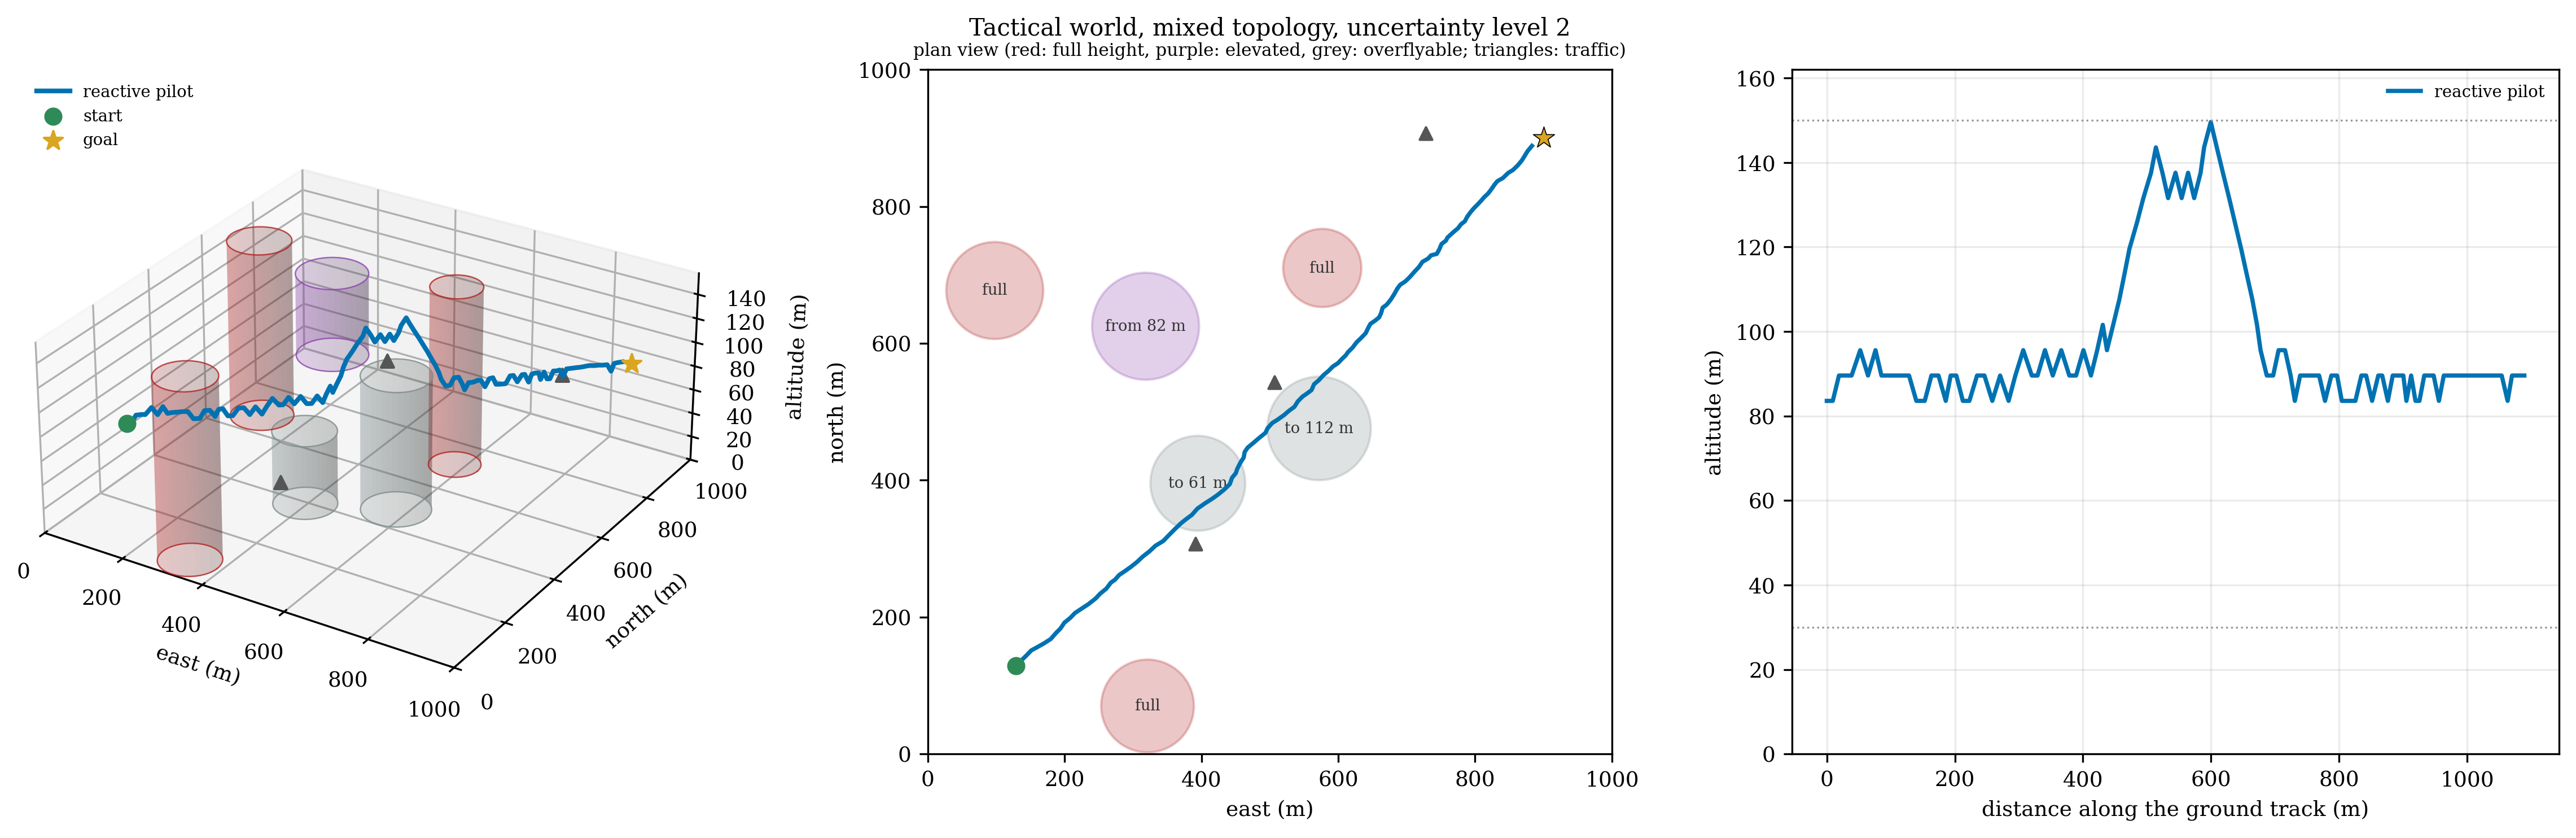 Tactical world, mixed topology, uncertainty level 2
plan view (red: full height, purple: elevated, grey: overflyable; triangles: traffic)
reactive pilot
start
goal
0
200
400
600
800
1000
east (m)
0
200
400
600
800
1000
north (m)
0
20
40
60
80
100
120
140
altitude (m)
1000
800
600
400
200
0
north (m)
full
from 82 m
full
to 112 m
to 61 m
full
0
200
400
600
800
1000
east (m)
reactive pilot
160
140
120
100
80
60
40
20
0
altitude (m)
0
200
400
600
800
1000
distance along the ground track (m)